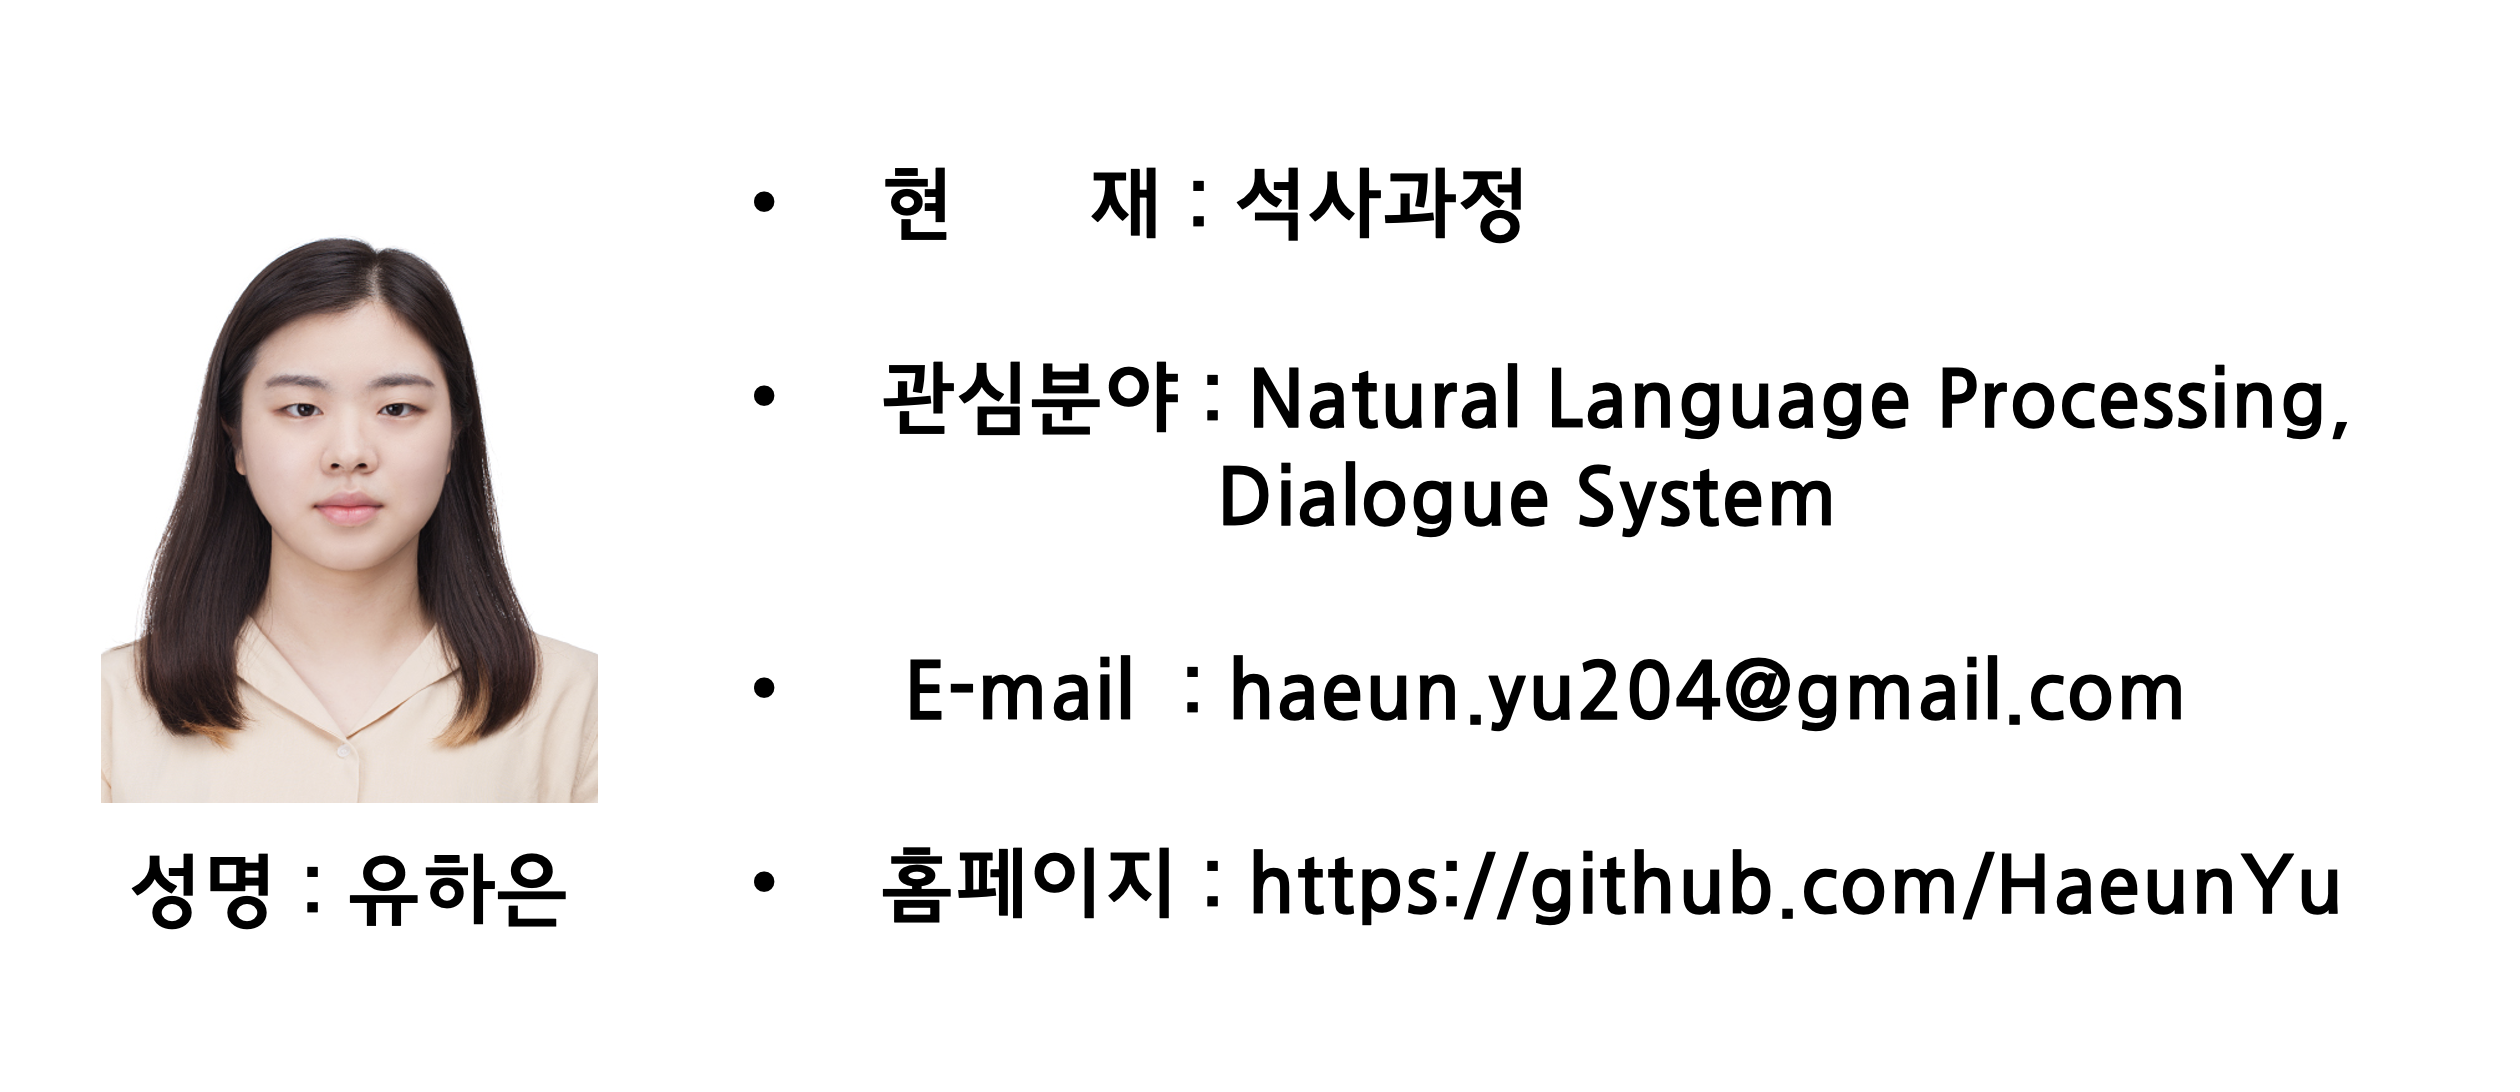 현 재 : 석사과정
관심분야 : Natural Language Processing,
Dialogue System
E-mail : haeun.yu204@gmail.com
성명 : 유하은
홈페이지 : https://github.com/HaeunYu